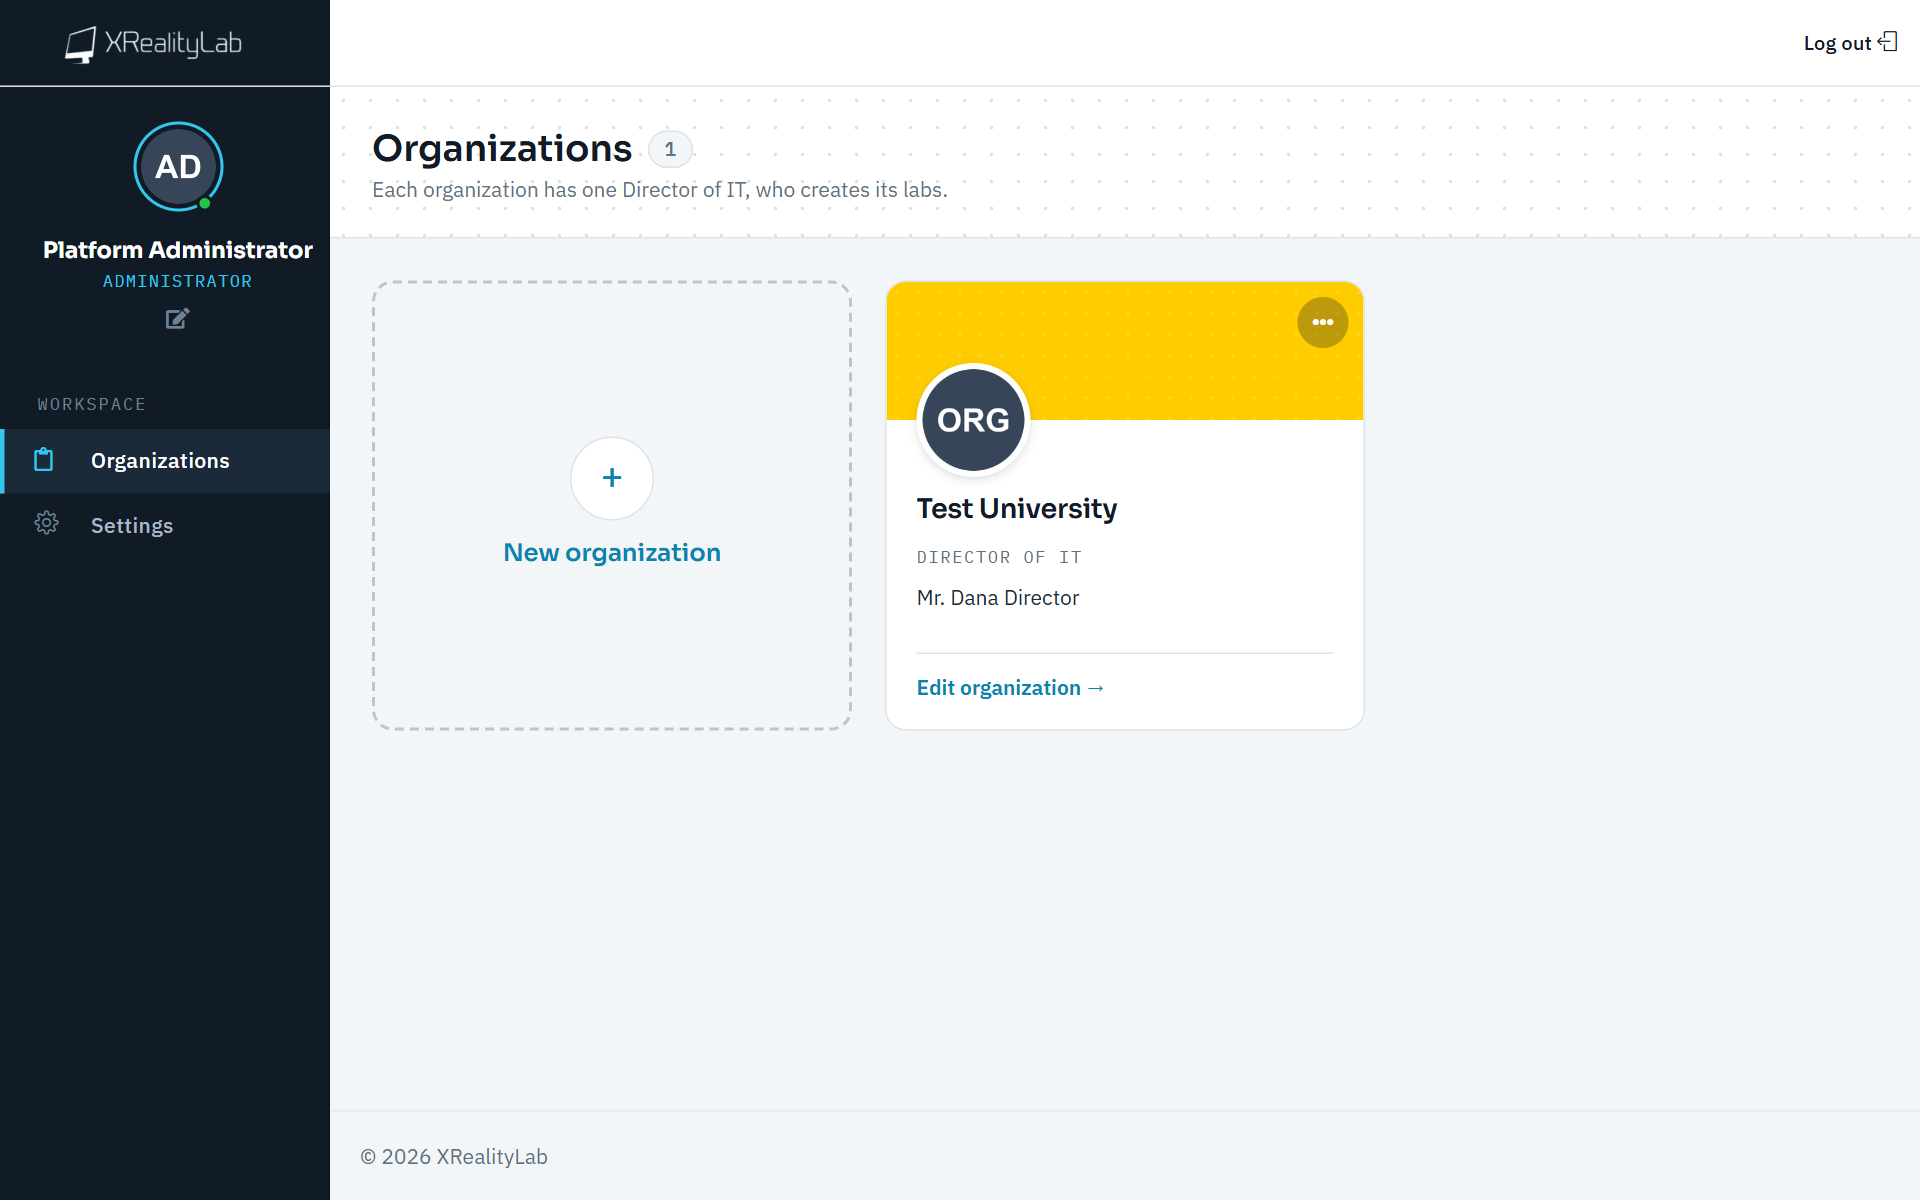 XRealityLab
Log out
AD
Platform Administrator
ADMINISTRATOR
WORKSPACE
Organizations
Settings
Organizations 1
Each organization has one Director of IT, who creates its labs.
+
New organization
ORG
Test University
DIRECTOR OF IT
Mr. Dana Director
Edit organization →
© 2026 XRealityLab